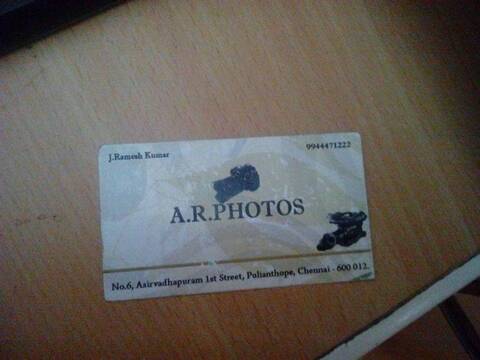 J.Ramesh Kumar
9944471222
A.R.PHOTOS
No.6, Asirvadhapuram 1st Street, Pulianthope, Chennai - 600 012.